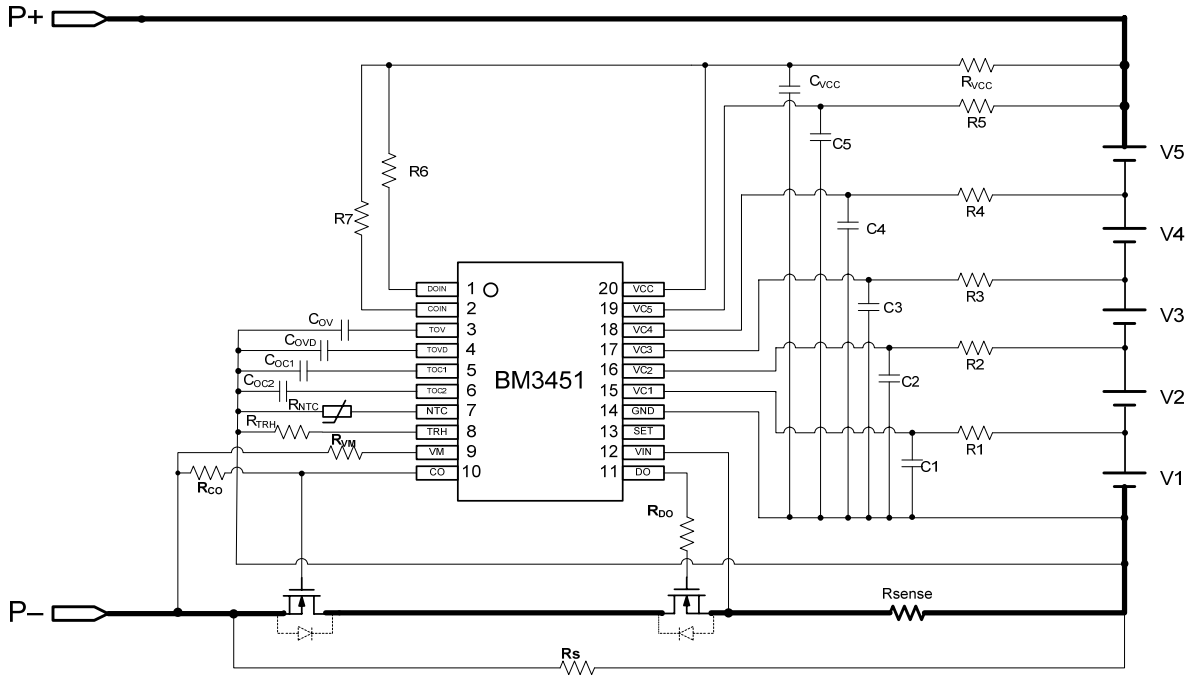 P+
CVCC
RVCC
R5
C5
V5
R6
R7
R4
C4
V4
R3
C3
V3
R2
C2
V2
R1
C1
V1
BM3451
DOIN 1
COIN 2
COV
TOV 3
COVD
TOVD 4
COC1
TOC1 5
COC2
TOC2 6
RNTC
NTC 7
RTRH
TRH 8
RVM
VM 9
RCO
CO 10
20 VCC
19 VC5
18 VC4
17 VC3
16 VC2
15 VC1
14 GND
13 SET
12 VIN
11 DO
RDO
P–
Rsense
Rs